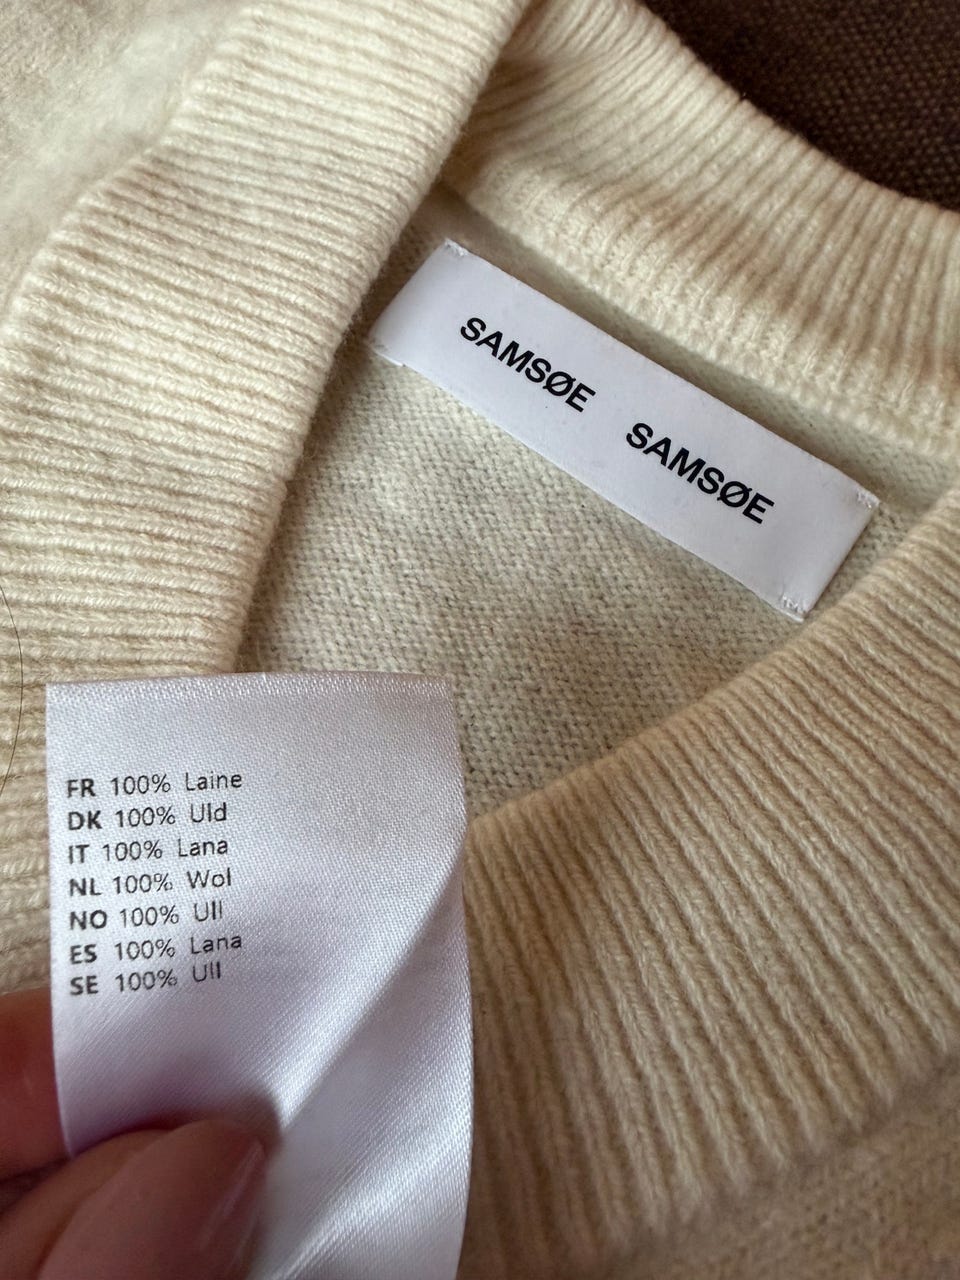 SAMSØE
SAMSØE
FR 100% Laine
DK 100% Uld
IT 100% Lana
NL 100% Wol
NO 100% Ull
ES 100% Lana
SE 100% Ull